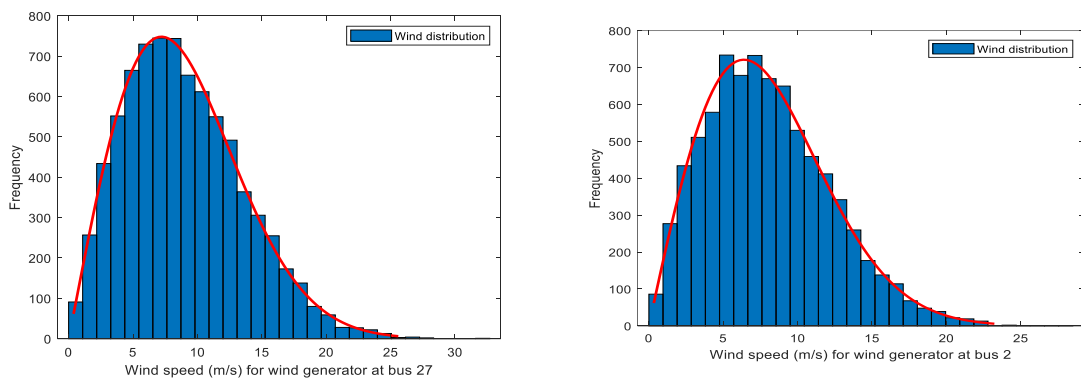 800
700
600
500
400
300
200
100
0
Frequency
Wind distribution
0 5 10 15 20 25 30
Wind speed (m/s) for wind generator at bus 27
800
700
600
500
400
300
200
100
0
Frequency
Wind distribution
0 5 10 15 20 25
Wind speed (m/s) for wind generator at bus 2